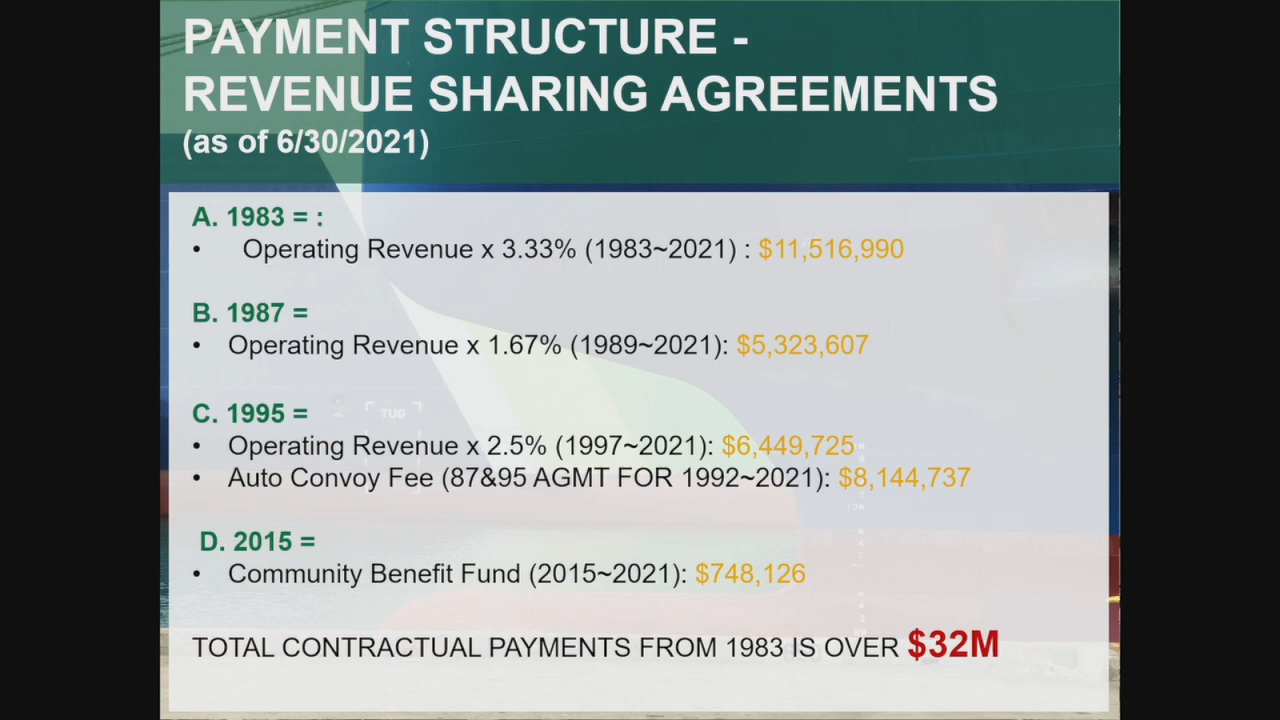 PAYMENT STRUCTURE -
REVENUE SHARING AGREEMENTS
(as of 6/30/2021)
A. 1983 = :
• Operating Revenue x 3.33% (1983~2021) : $11,516,990
B. 1987 =
• Operating Revenue x 1.67% (1989~2021): $5,323,607
C. 1995 =
• Operating Revenue x 2.5% (1997~2021): $6,449,725
• Auto Convoy Fee (87&95 AGMT FOR 1992~2021): $8,144,737
D. 2015 =
• Community Benefit Fund (2015~2021): $748,126
TOTAL CONTRACTUAL PAYMENTS FROM 1983 IS OVER $32M
TUG